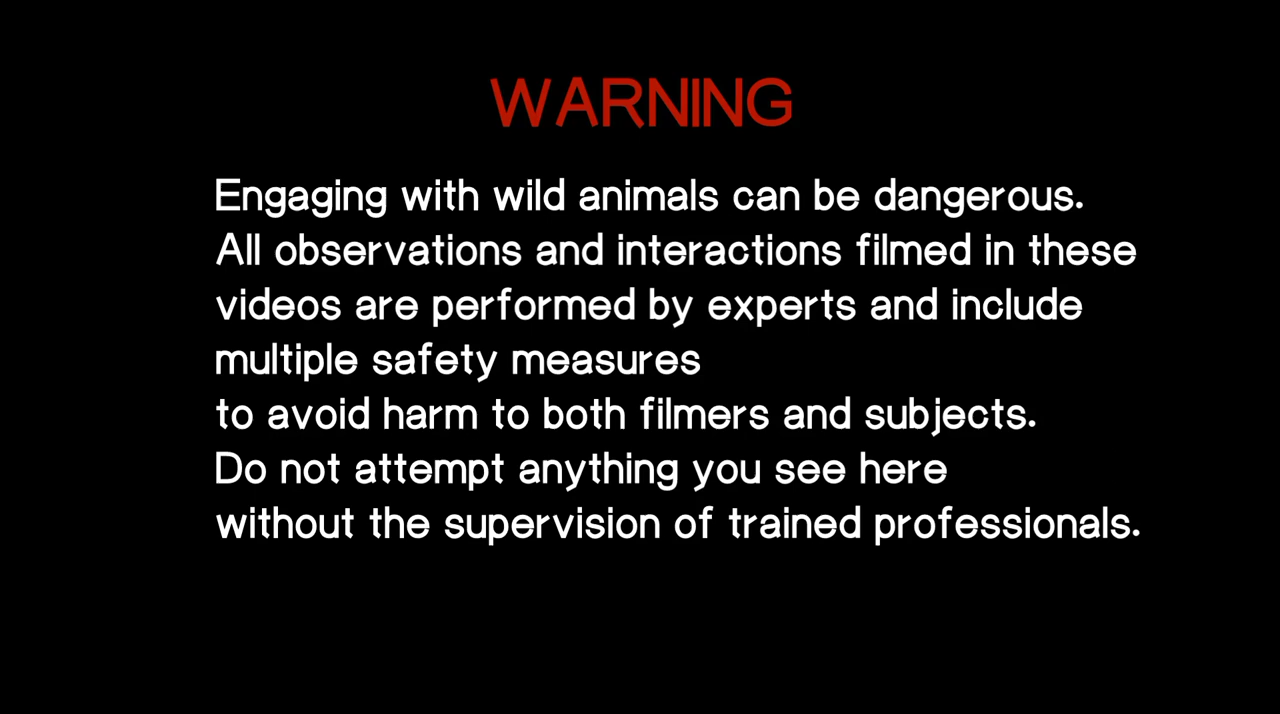 WARNING
Engaging with wild animals can be dangerous.
All observations and interactions filmed in these
videos are performed by experts and include
multiple safety measures
to avoid harm to both filmers and subjects.
Do not attempt anything you see here
without the supervision of trained professionals.